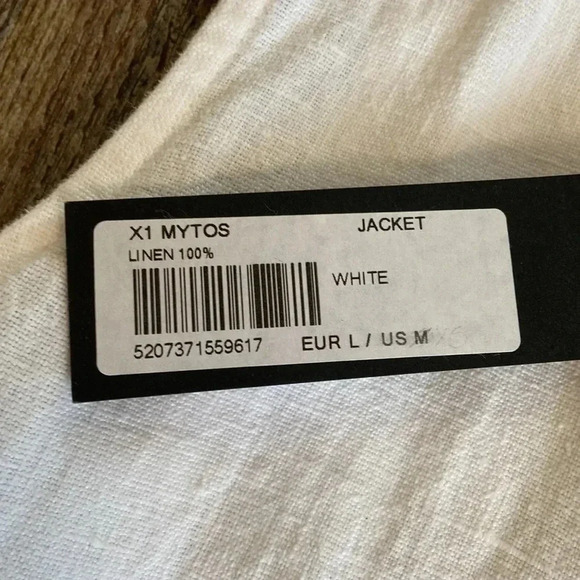 X1 MYTOS JACKET
LINEN 100%
WHITE
5207371559617 EUR L / US M